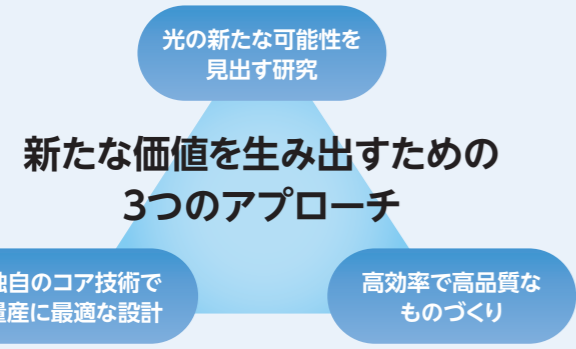 光の新たな可能性を
見出す研究
新たな価値を生み出すための
3つのアプローチ
独自のコア技術で
量産に最適な設計
高効率で高品質な
ものづくり